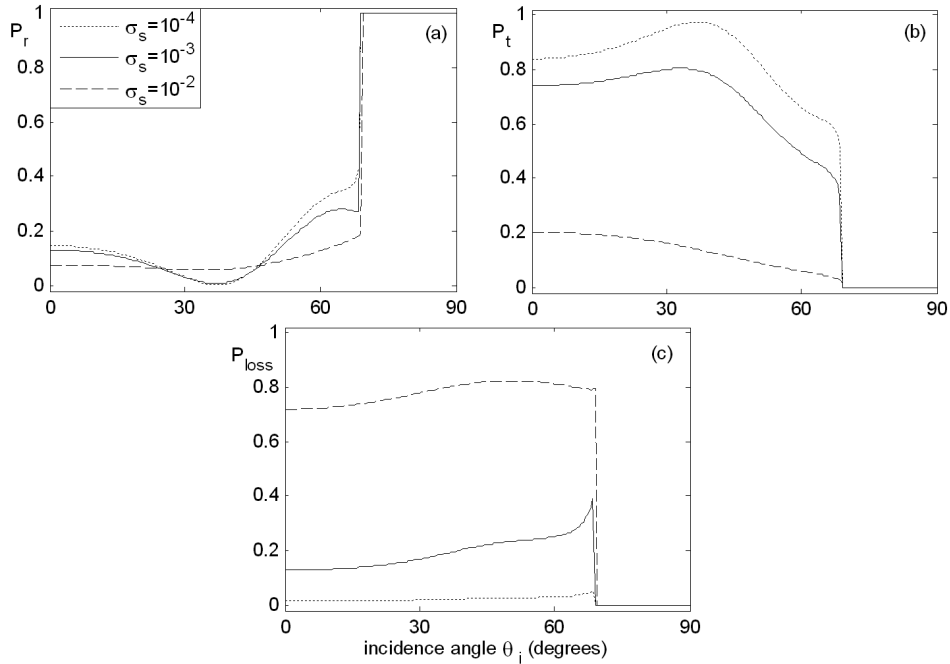 1
P_r
σ_s=10^-4
σ_s=10^-3
σ_s=10^-2
(a)
0.8
0.6
0.4
0.2
0
0 30 60 90
1
P_t
(b)
0.8
0.6
0.4
0.2
0
0 30 60 90
1
P_loss
(c)
0.8
0.6
0.4
0.2
0
0 30 60 90
incidence angle θ_i (degrees)